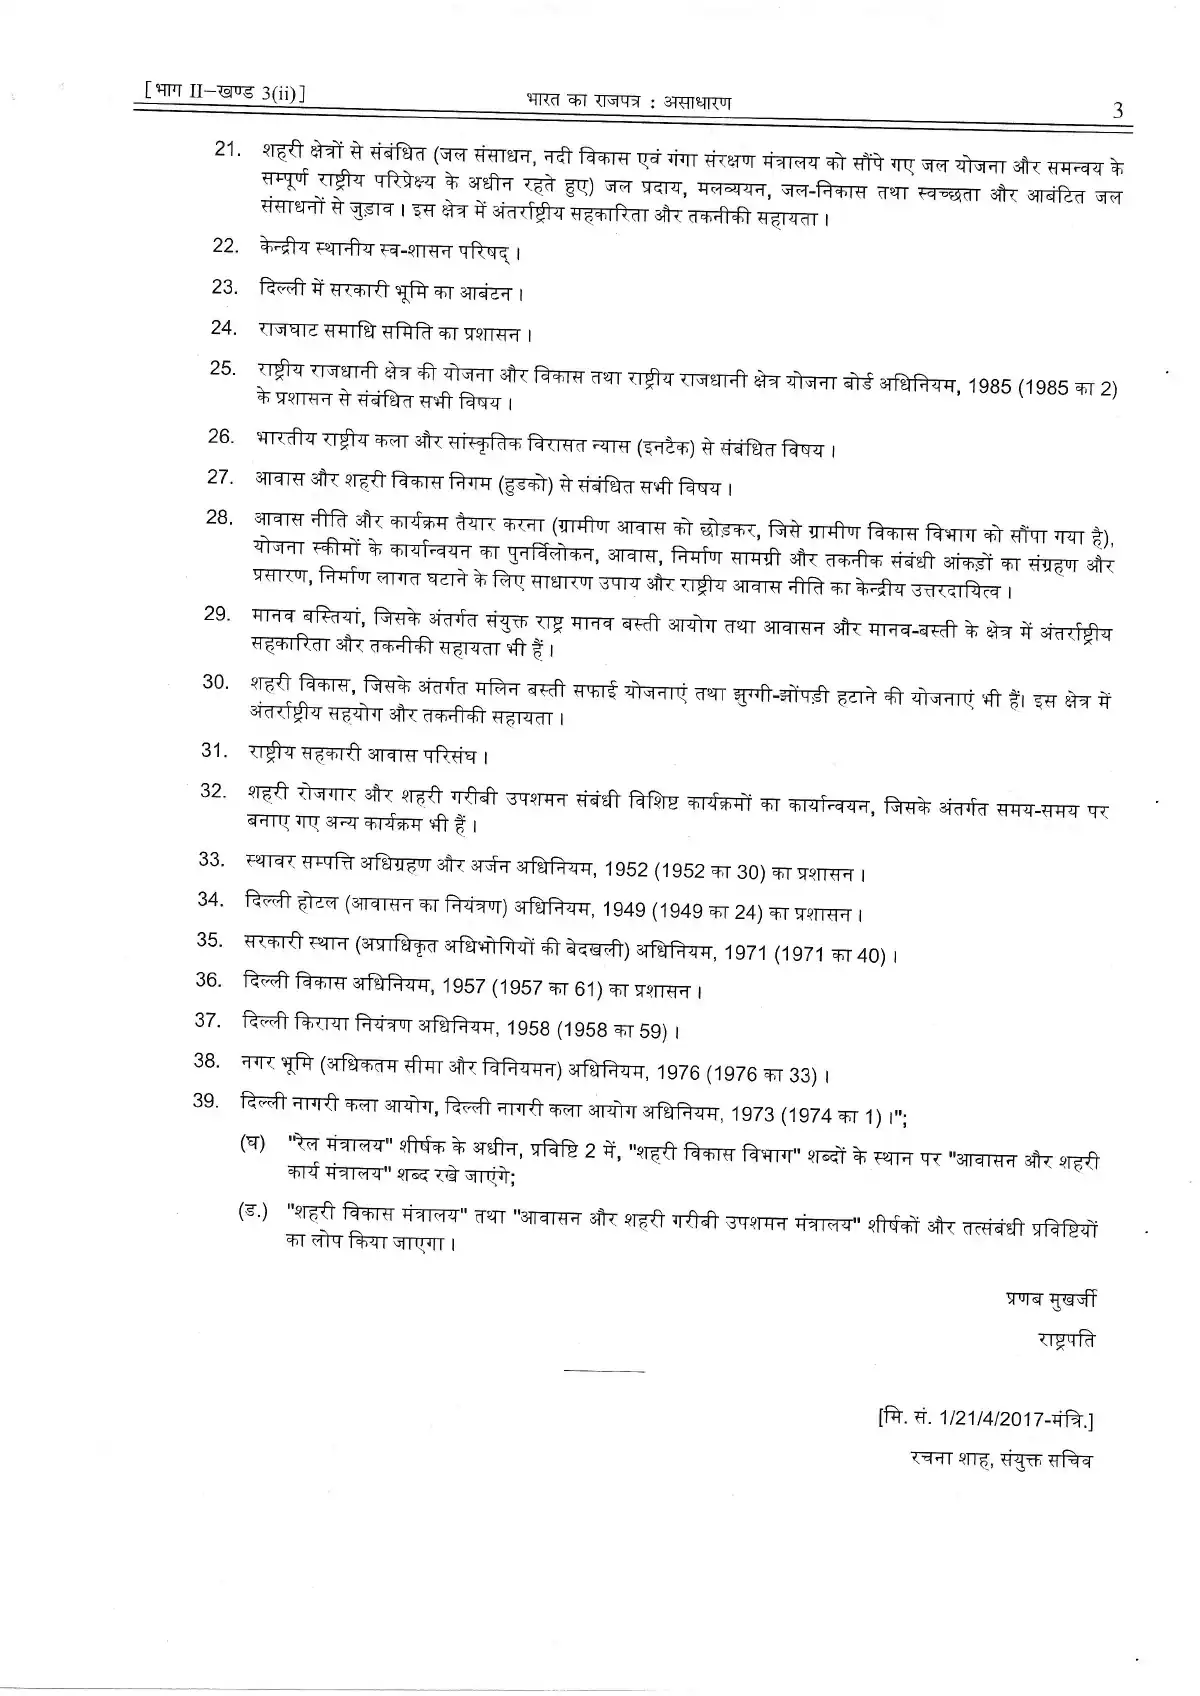 [ भाग II—खण्ड 3(ii) ]
भारत का राजपत्र : असाधारण
3
21. शहरी क्षेत्रों से संबंधित (जल संसाधन, नदी विकास एवं गंगा संरक्षण मंत्रालय को सौंपे गए जल योजना और समन्वय के
सम्पूर्ण राष्ट्रीय परिप्रेक्ष्य के अधीन रहते हुए) जल प्रदाय, मलव्ययन, जल-निकास तथा स्वच्छता और आबंटित जल
संसाधनों से जुड़ाव । इस क्षेत्र में अंतर्राष्ट्रीय सहकारिता और तकनीकी सहायता ।
22. केन्द्रीय स्थानीय स्व-शासन परिषद् ।
23. दिल्ली में सरकारी भूमि का आबंटन ।
24. राजघाट समाधि समिति का प्रशासन ।
25. राष्ट्रीय राजधानी क्षेत्र की योजना और विकास तथा राष्ट्रीय राजधानी क्षेत्र योजना बोर्ड अधिनियम, 1985 (1985 का 2)
के प्रशासन से संबंधित सभी विषय ।
26. भारतीय राष्ट्रीय कला और सांस्कृतिक विरासत न्यास (इनटैक) से संबंधित विषय ।
27. आवास और शहरी विकास निगम (हुडको) से संबंधित सभी विषय ।
28. आवास नीति और कार्यक्रम तैयार करना (ग्रामीण आवास को छोड़कर, जिसे ग्रामीण विकास विभाग को सौंपा गया है),
योजना स्कीमों के कार्यान्वयन का पुनर्विलोकन, आवास, निर्माण सामग्री और तकनीक संबंधी आंकड़ों का संग्रहण और
प्रसारण, निर्माण लागत घटाने के लिए साधारण उपाय और राष्ट्रीय आवास नीति का केन्द्रीय उत्तरदायित्व ।
29. मानव बस्तियां, जिसके अंतर्गत संयुक्त राष्ट्र मानव बस्ती आयोग तथा आवासन और मानव-बस्ती के क्षेत्र में अंतर्राष्ट्रीय
सहकारिता और तकनीकी सहायता भी हैं ।
30. शहरी विकास, जिसके अंतर्गत मलिन बस्ती सफाई योजनाएं तथा झुग्गी-झोंपड़ी हटाने की योजनाएं भी हैं। इस क्षेत्र में
अंतर्राष्ट्रीय सहयोग और तकनीकी सहायता ।
31. राष्ट्रीय सहकारी आवास परिसंघ ।
32. शहरी रोजगार और शहरी गरीबी उपशमन संबंधी विशिष्ट कार्यक्रमों का कार्यान्वयन, जिसके अंतर्गत समय-समय पर
बनाए गए अन्य कार्यक्रम भी हैं ।
33. स्थावर सम्पत्ति अधिग्रहण और अर्जन अधिनियम, 1952 (1952 का 30) का प्रशासन ।
34. दिल्ली होटल (आवासन का नियंत्रण) अधिनियम, 1949 (1949 का 24) का प्रशासन ।
35. सरकारी स्थान (अप्राधिकृत अधिभोगियों की बेदखली) अधिनियम, 1971 (1971 का 40) ।
36. दिल्ली विकास अधिनियम, 1957 (1957 का 61) का प्रशासन ।
37. दिल्ली किराया नियंत्रण अधिनियम, 1958 (1958 का 59) ।
38. नगर भूमि (अधिकतम सीमा और विनियमन) अधिनियम, 1976 (1976 का 33) ।
39. दिल्ली नागरी कला आयोग, दिल्ली नागरी कला आयोग अधिनियम, 1973 (1974 का 1) ।";
(घ) "रेल मंत्रालय" शीर्षक के अधीन, प्रविष्टि 2 में, "शहरी विकास विभाग" शब्दों के स्थान पर "आवासन और शहरी
कार्य मंत्रालय" शब्द रखे जाएंगे;
(ड.) "शहरी विकास मंत्रालय" तथा "आवासन और शहरी गरीबी उपशमन मंत्रालय" शीर्षकों और तत्संबंधी प्रविष्टियों
का लोप किया जाएगा ।
प्रणब मुखर्जी
राष्ट्रपति
[मि. सं. 1/21/4/2017-मंत्रि.]
रचना शाह, संयुक्त सचिव